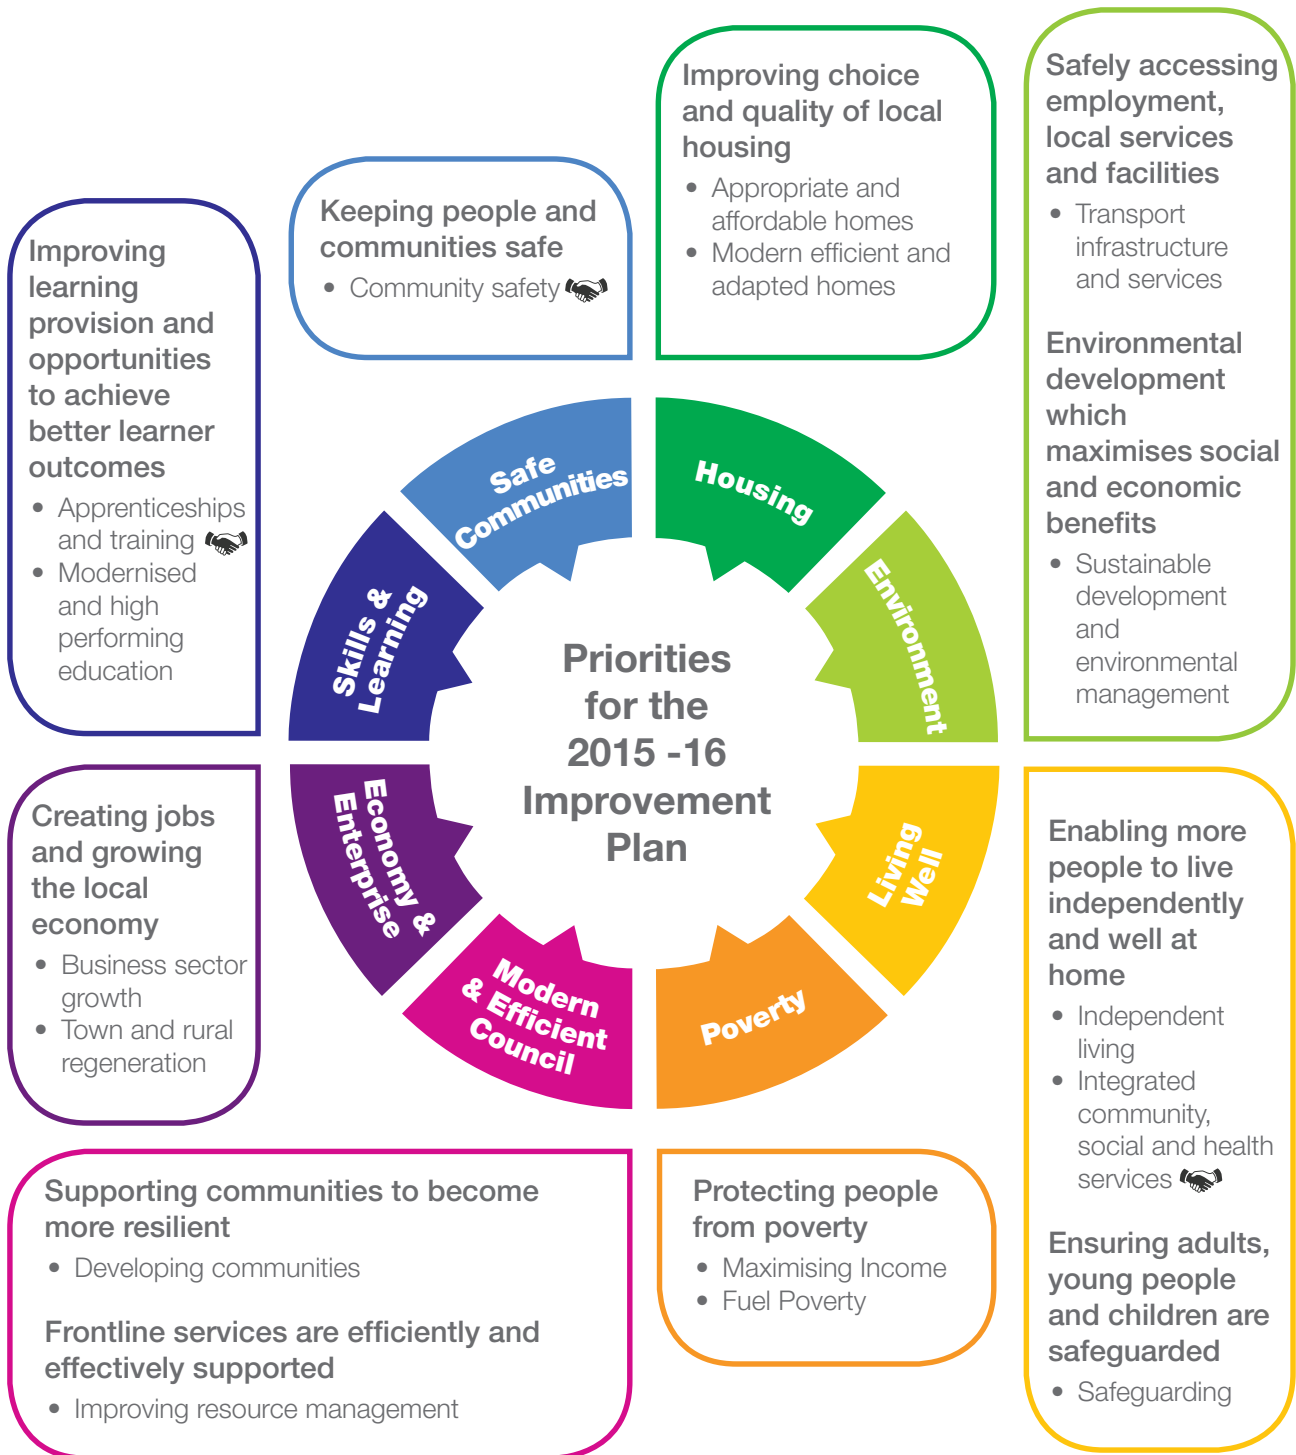 Improving choice
and quality of local
housing
• Appropriate and
affordable homes
• Modern efficient and
adapted homes
Safely accessing
employment,
local services
and facilities
• Transport
infrastructure
and services
Environmental
development
which
maximises social
and economic
benefits
• Sustainable
development
and
environmental
management
Keeping people and
communities safe
• Community safety
Improving
learning
provision and
opportunities
to achieve
better learner
outcomes
• Apprenticeships
and training
• Modernised
and high
performing
education
Safe
Communities
Housing
Environment
Skills &
Learning
Priorities
for the
2015 -16
Improvement
Plan
Economy &
Enterprise
Living
Well
Modern
& Efficient
Council
Poverty
Creating jobs
and growing
the local
economy
• Business sector
growth
• Town and rural
regeneration
Enabling more
people to live
independently
and well at
home
• Independent
living
• Integrated
community,
social and health
services
Ensuring adults,
young people
and children are
safeguarded
• Safeguarding
Supporting communities to become
more resilient
• Developing communities
Frontline services are efficiently and
effectively supported
• Improving resource management
Protecting people
from poverty
• Maximising Income
• Fuel Poverty